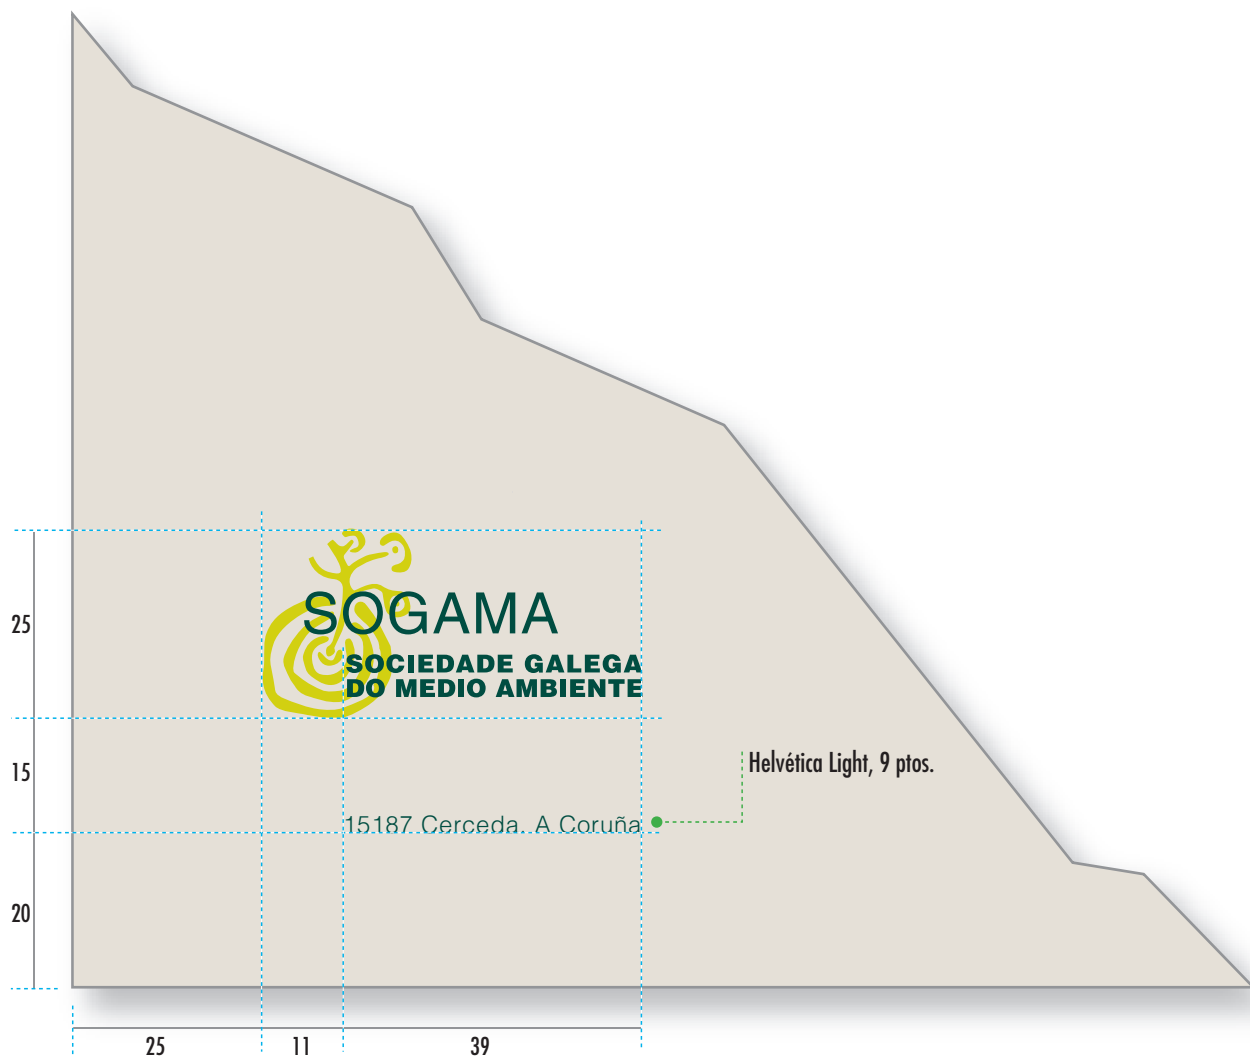 SOGAMA
SOCIEDADE GALEGA
DO MEDIO AMBIENTE
25
15
Helvética Light, 9 ptos.
15187 Cerceda. A Coruña
20
25 11 39